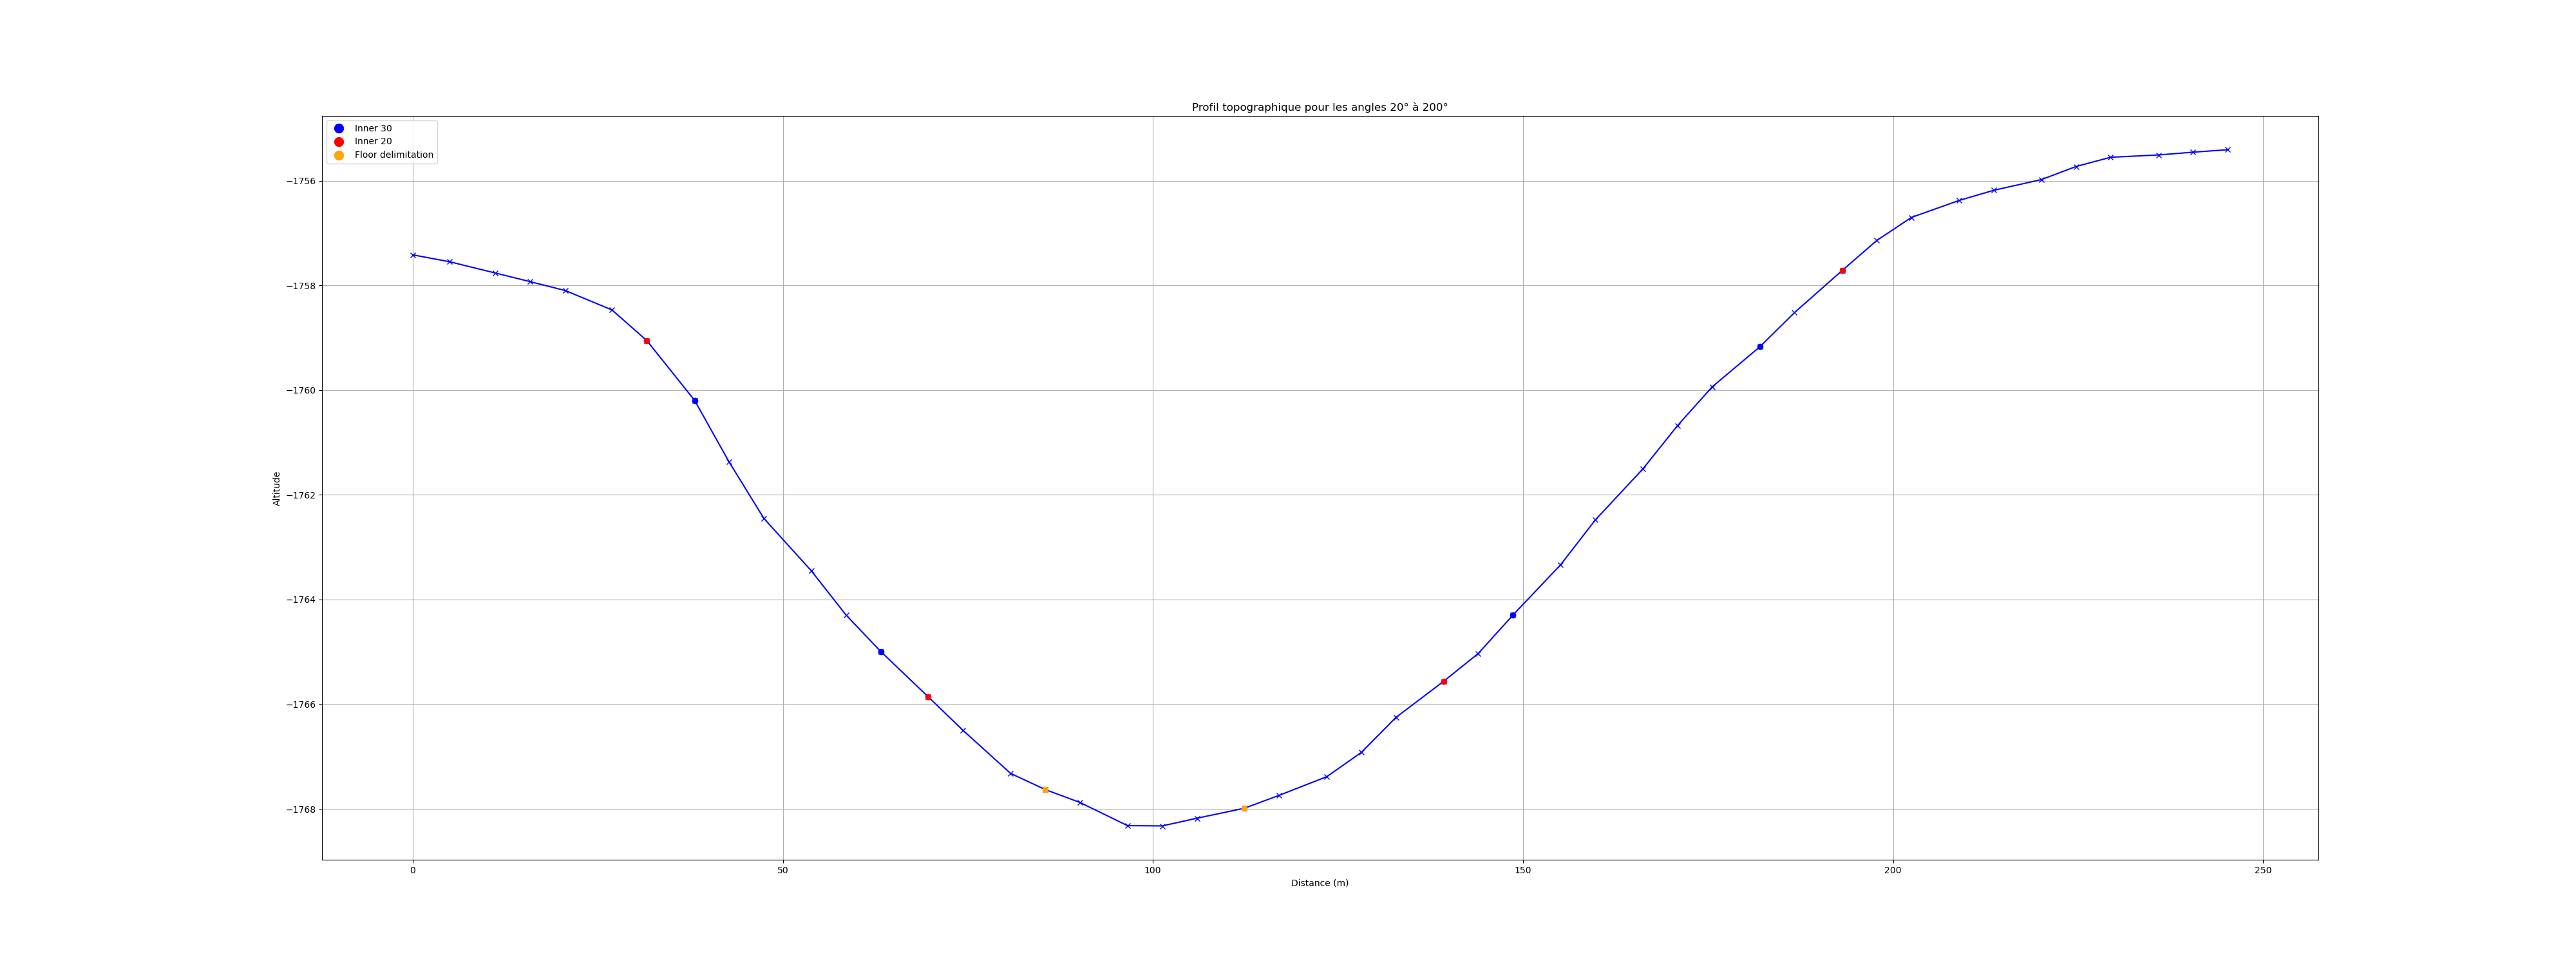 Profil topographique pour les angles 20° à 200°
Inner 30
Inner 20
Floor delimitation
−1756
−1758
−1760
−1762
−1764
−1766
−1768
Altitude
0 50 100 150 200 250
Distance (m)